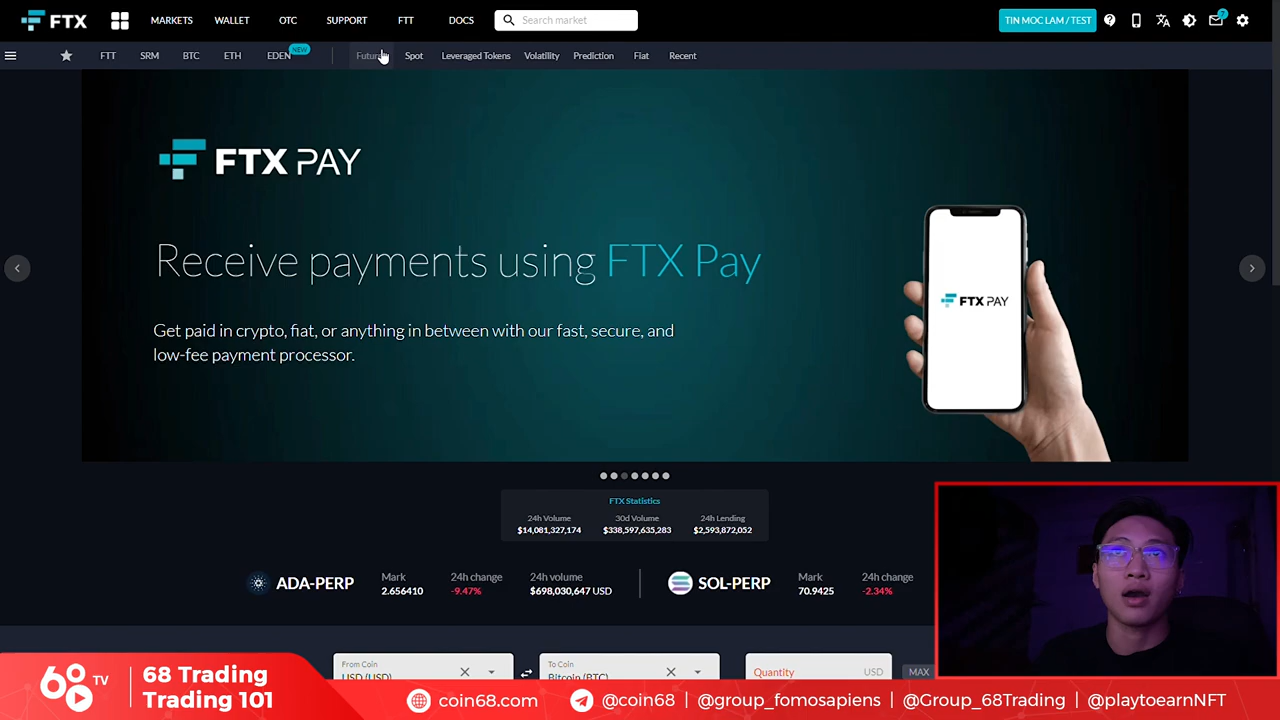 FTX
MARKETS
WALLET
OTC
SUPPORT
FTT
DOCS
Search market
TIN MOC LAM / TEST
7
FTT
SRM
BTC
ETH
EDEN
NEW
Spot
Leveraged Tokens
Volatility
Prediction
Fiat
Recent
FTX PAY
Receive payments using FTX Pay
Get paid in crypto, fiat, or anything in between with our fast, secure, and
low-fee payment processor.
FTX PAY
FTX Statistics
24h Volume
$14,081,327,174
30d Volume
$338,597,635,283
24h Lending
$2,593,872,052
ADA-PERP
Mark
2.656410
24h change
-9.47%
24h volume
$698,030,647 USD
SOL-PERP
Mark
70.9425
24h change
-2.34%
From Coin
USD (USD)
To Coin
Bitcoin (BTC)
Quantity
USD
MAX
68 TV
68 Trading
Trading 101
coin68.com
@coin68 | @group_fomosapiens | @Group_68Trading | @playtoearnNFT